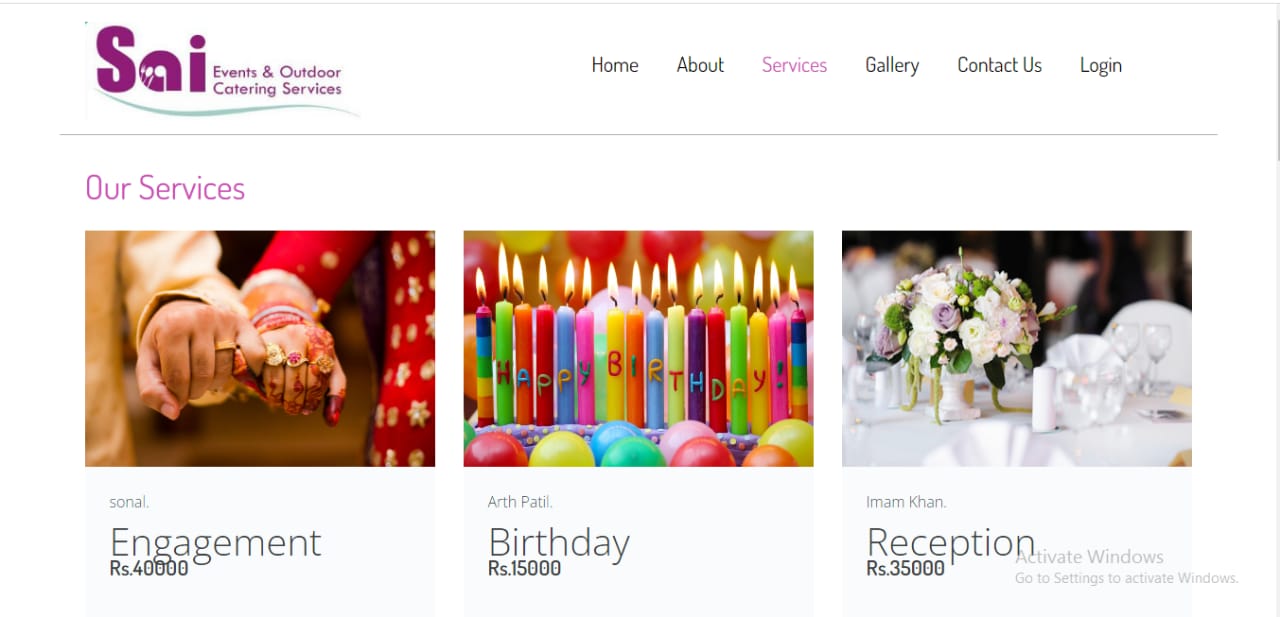 Sai
Events & Outdoor
Catering Services
Home About Services Gallery Contact Us Login
Our Services
HAPPY BIRTHDAY!
sonal.
Engagement
Rs.40000
Arth Patil.
Birthday
Rs.15000
Imam Khan.
Reception
Rs.35000
Activate Windows
Go to Settings to activate Windows.